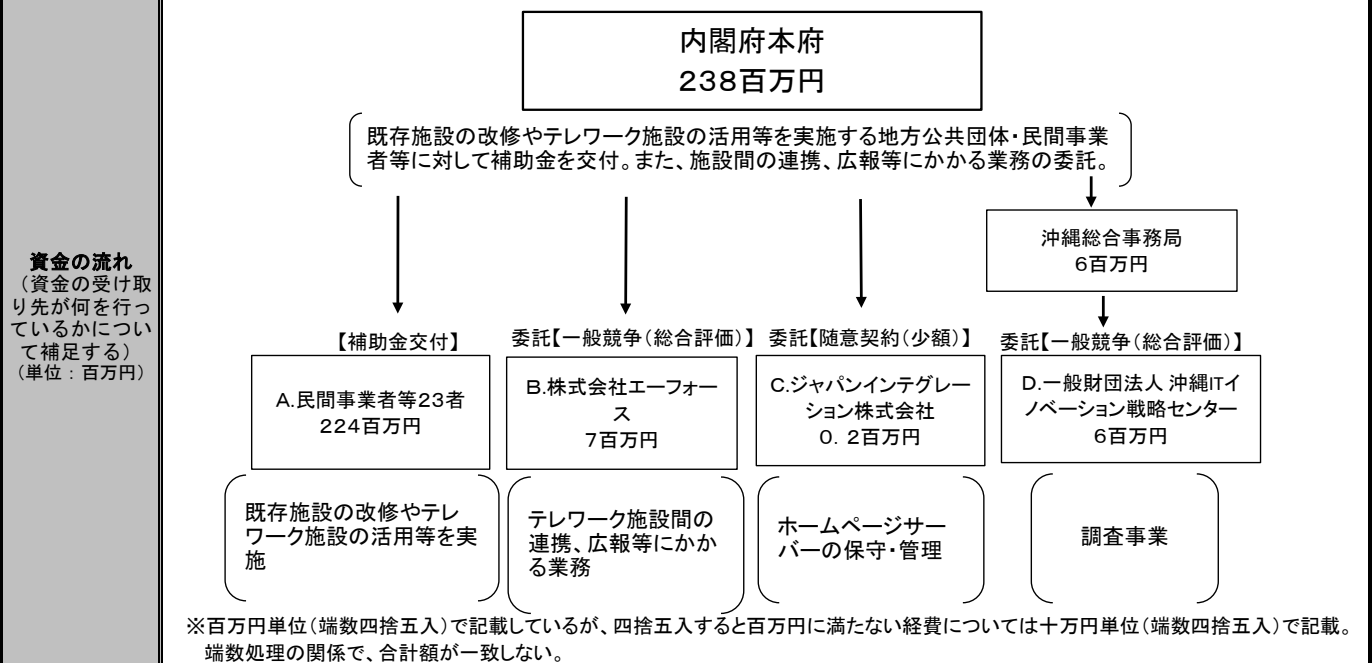 資金の流れ
（資金の受け取
り先が何を行っ
ているかについ
て補足する）
（単位：百万円）
内閣府本府
２３８百万円
既存施設の改修やテレワーク施設の活用等を実施する地方公共団体・民間事業
者等に対して補助金を交付。また、施設間の連携、広報等にかかる業務の委託。
沖縄総合事務局
６百万円
【補助金交付】
委託【一般競争（総合評価）】
委託【随意契約（少額）】
委託【一般競争（総合評価）】
A.民間事業者等２３者
２２４百万円
B.株式会社エーフォー
ス
７百万円
C.ジャパンインテグレー
ション株式会社
０．２百万円
D.一般財団法人 沖縄ITイ
ノベーション戦略センター
６百万円
既存施設の改修やテレ
ワーク施設の活用等を実
施
テレワーク施設間の
連携、広報等にかか
る業務
ホームページサー
バーの保守・管理
調査事業
※百万円単位（端数四捨五入）で記載しているが、四捨五入すると百万円に満たない経費については十万円単位（端数四捨五入）で記載。
端数処理の関係で、合計額が一致しない。